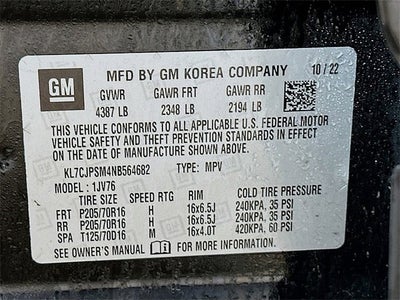 GM
MFD BY GM KOREA COMPANY 10/22
GVWR GAWR FRT GAWR RR
4387 LB 2348 LB 2194 LB
THIS VEHICLE CONFORMS TO ALL APPLICABLE U.S. FEDERAL MOTOR
VEHICLE SAFETY AND THEFT PREVENTION STANDARDS IN EFFECT
ON THE DATE OF MANUFACTURE SHOWN ABOVE.
KL7CJPSM4NB564682 TYPE: MPV
MODEL: 1JV76
TIRE SIZE SPEED RTG RIM COLD TIRE PRESSURE
FRT P205/70R16 H 16x6.5J 240KPA, 35 PSI
RR P205/70R16 H 16x6.5J 240KPA, 35 PSI
SPA T125/70D16 M 16x4.0T 420KPA, 60 PSI
SEE OWNER'S MANUAL FOR MORE INFORMATION